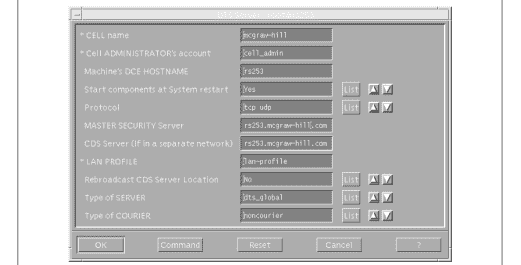 * CELL name [mcgraw-hill
* Cell ADMINISTRATOR's account [cell_admin
Machine's DCE HOSTNAME [rs253
Start components at System restart [Yes List
Protocol [tcp udp List
MASTER SECURITY Server rs253.mcgraw-hill.com
CDS Server (If in a separate network) rs253.mcgraw-hill.com
* LAN PROFILE [lan-profile
Rebroadcast CDS Server Location [No List
Type of SERVER [dts_global List
Type of COURIER [noncourier List
OK Command Reset Cancel ?